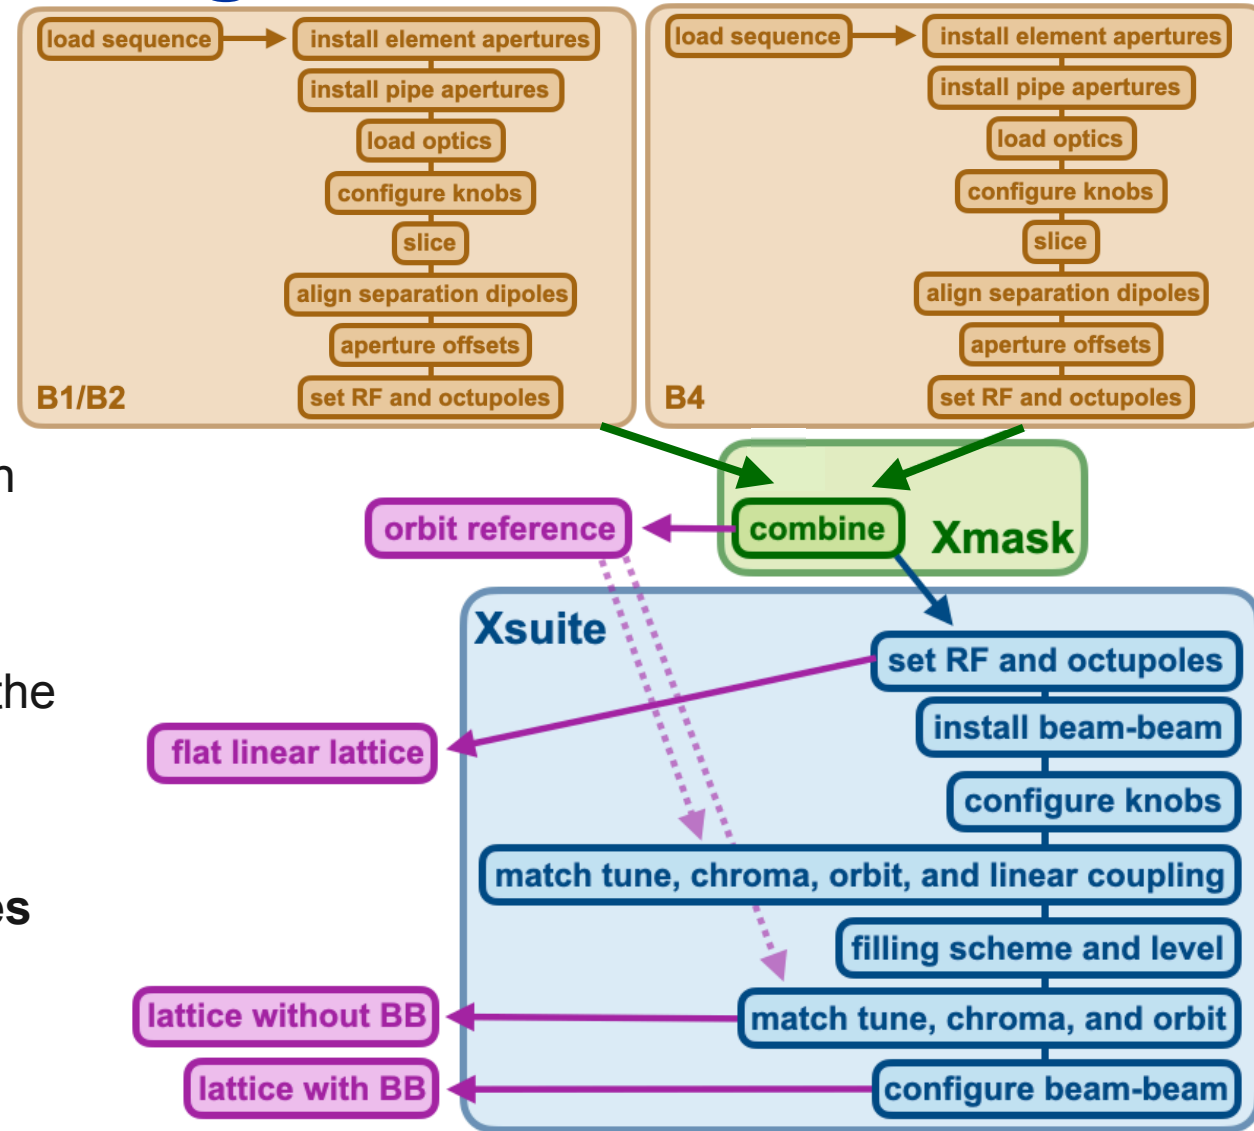 load sequence
install element apertures
install pipe apertures
load optics
configure knobs
slice
align separation dipoles
aperture offsets
set RF and octupoles
B1/B2
load sequence
install element apertures
install pipe apertures
load optics
configure knobs
slice
align separation dipoles
aperture offsets
set RF and octupoles
B4
orbit reference
combine
Xmask
Xsuite
set RF and octupoles
the
install beam-beam
flat linear lattice
configure knobs
match tune, chroma, orbit, and linear coupling
filling scheme and level
lattice without BB
match tune, chroma, and orbit
lattice with BB
configure beam-beam